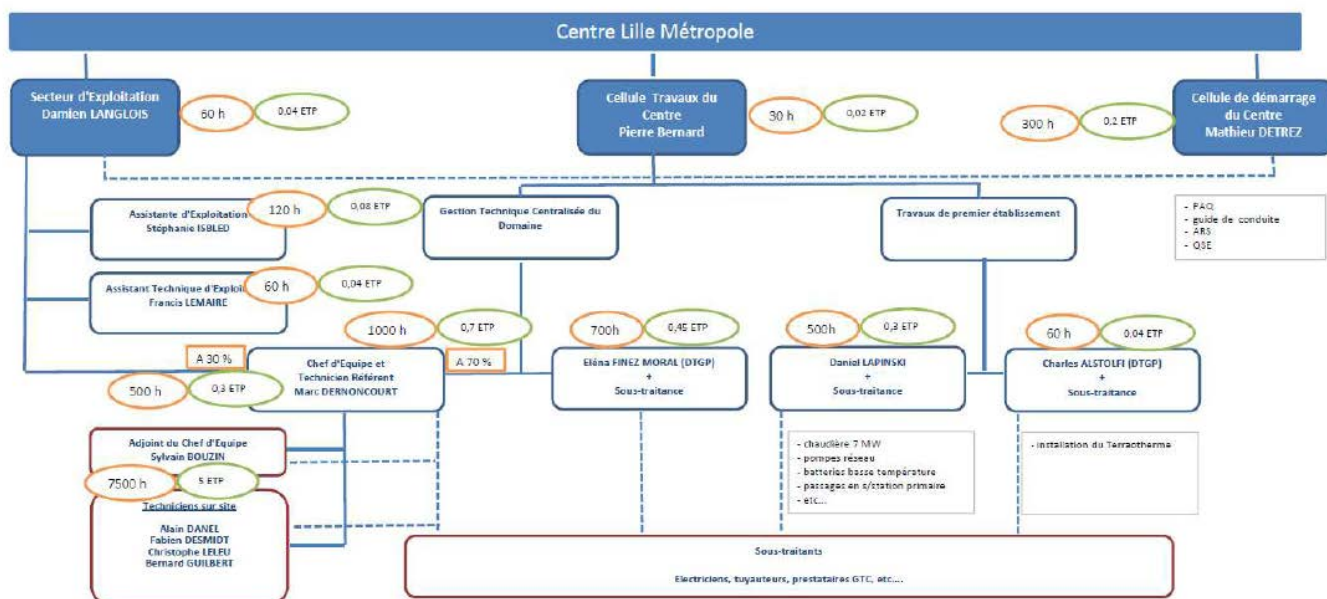 Centre Lille Métropole
Secteur d'Exploitation
Damien LANGLOIS
60 h
0,04 ETP
Cellule Travaux du
Centre
Pierre Bernard
30 h
0,02 ETP
300 h
0,2 ETP
Cellule de démarrage
du Centre
Mathieu DETREZ
Assistante d'Exploitation
Stéphanie ISBLED
120 h
0,08 ETP
Gestion Technique Centralisée du
Domaine
Travaux de premier établissement
- PAQ
- guide de conduite
- ARS
- QSE
Assistant Technique d'Exploi
Francis LEMAIRE
60 h
0,04 ETP
A 30 %
500 h
0,3 ETP
1000 h
0,7 ETP
A 70 %
Chef d'Equipe et
Technicien Référent
Marc DERNONCOURT
700h
0,45 ETP
Eléna FINEZ MORAL (DTGP)
+
Sous-traitance
500h
0,3 ETP
Daniel LAPINSKI
+
Sous-traitance
60 h
0,04 ETP
Charles ALSTOLFI (DTGP)
+
Sous-traitance
Adjoint du Chef d'Equipe
Sylvain BOUZIN
7500 h
5 ETP
Techniciens sur site
Alain DANEL
Fabien DESMIDT
Christophe LELEU
Bernard GUILBERT
- chaudière 7 MW
- pompes réseau
- batteries basse température
- passages en s/station primaire
- etc...
- installation du Terraotherme
Sous-traitants
Electriciens, tuyauteurs, prestataires GTC, etc....